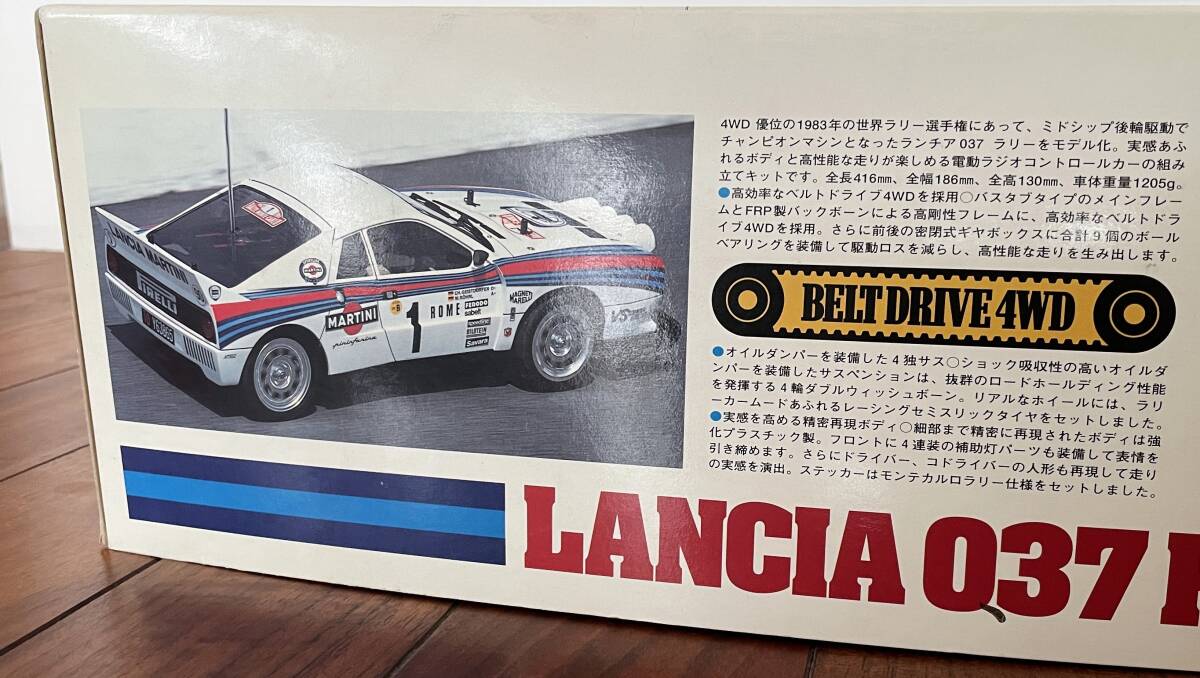 4WD 優位の1983年の世界ラリー選手権にあって、ミドシップ後輪駆動で
チャンピオンマシンとなったランチア037 ラリーをモデル化。実感あふ
れるボディと高性能な走りが楽しめる電動ラジオコントロールカーの組み
立てキットです。全長416mm、全幅186mm、全高130mm、車体重量1205g。
●高効率なベルトドライブ4WDを採用○バスタブタイプのメインフレー
ムとFRP製バックボーンによる高剛性フレームに、高効率なベルトドラ
イブ4WDを採用。さらに前後の密閉式ギヤボックスに合計9個のボール
ベアリングを装備して駆動ロスを減らし、高性能な走りを生み出します。
BELT DRIVE 4WD
●オイルダンパーを装備した4独サス○ショック吸収性の高いオイルダ
ンパーを装備したサスペンションは、抜群のロードホールディング性能
を発揮する4輪ダブルウィッシュボーン。リアルなホイールには、ラリ
ーカームードあふれるレーシングセミスリックタイヤをセットしました。
●実感を高める精密再現ボディ○細部まで精密に再現されたボディは強
化プラスチック製。フロントに4連装の補助灯パーツも装備して表情を
引き締めます。さらにドライバー、コドライバーの人形も再現して走り
の実感を演出。ステッカーはモンテカルロラリー仕様をセットしました。
LANCIA MARTINI
PIRELLI
MARTINI
pininfarina
1
ROME
CH. GEISTDÖRFER
W. RÖHRL
FERODO
sabelt
speedline
BILSTEIN
Savara
MAGNETI
MARELLI
LANCIA 037